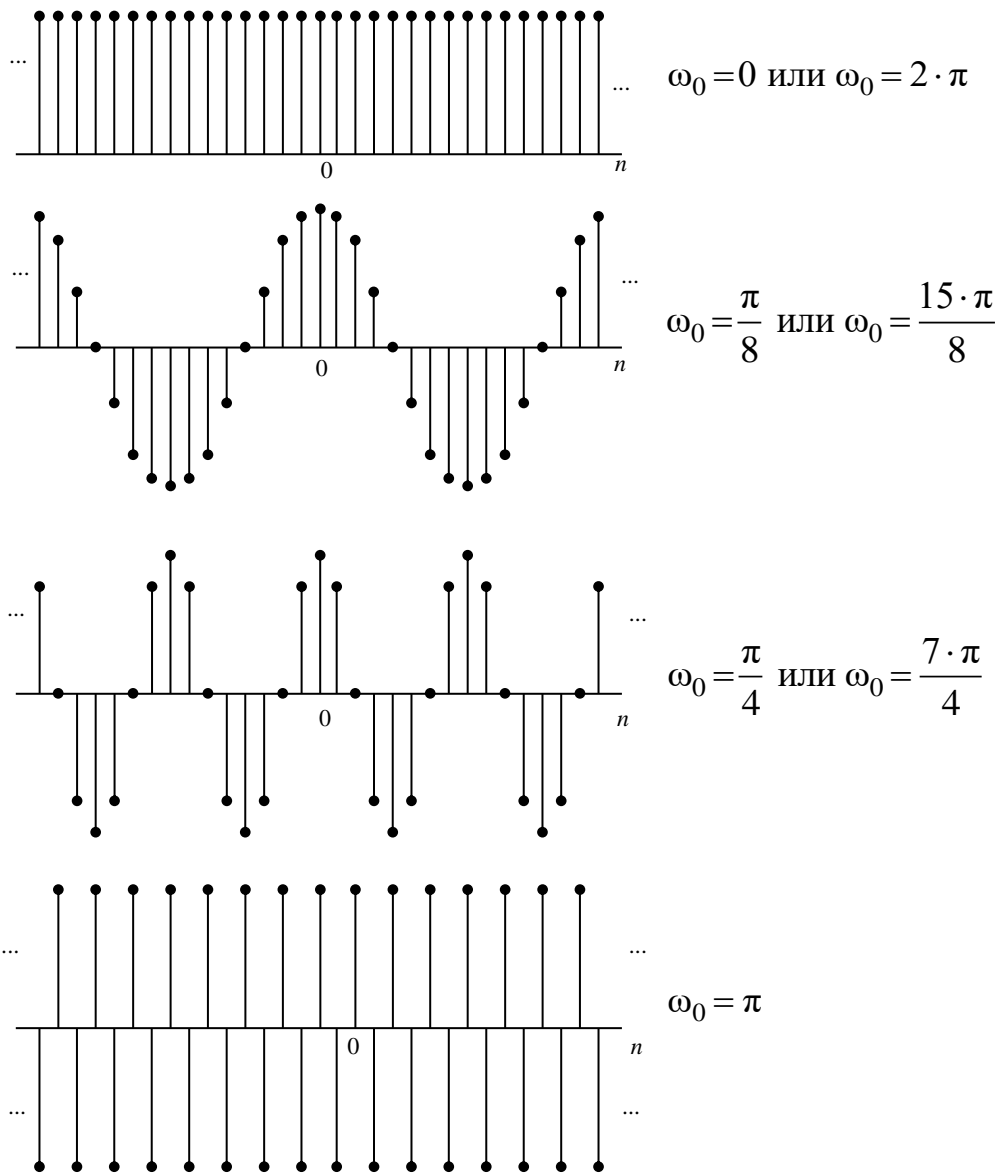 ...
ω₀ = 0 или ω₀ = 2 · π
...
0
n
...
...
ω₀ = π/8 или ω₀ = 15 · π/8
0
n
...
...
ω₀ = π/4 или ω₀ = 7 · π/4
0
n
...
...
ω₀ = π
0
n
...
...